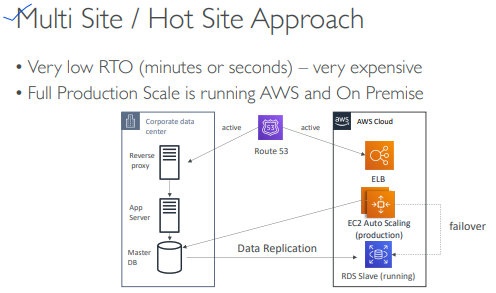 Multi Site / Hot Site Approach
• Very low RTO (minutes or seconds) – very expensive
• Full Production Scale is running AWS and On Premise
Corporate data
center
active
53
active
aws
AWS Cloud
Route 53
Reverse
proxy
ELB
App
Server
EC2 Auto Scaling
(production)
failover
Master
DB
Data Replication
RDS Slave (running)